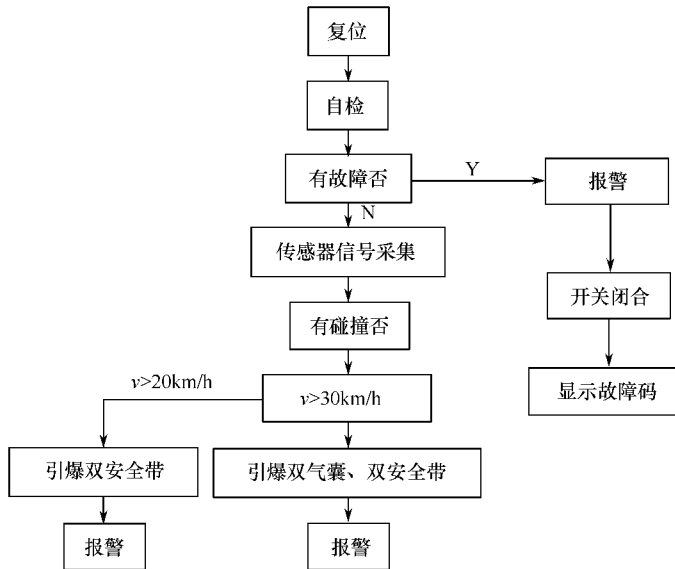 复位
自检
有故障否
Y
报警
N
传感器信号采集
开关闭合
有碰撞否
v>20km/h
v>30km/h
显示故障码
引爆双安全带
引爆双气囊、双安全带
报警
报警